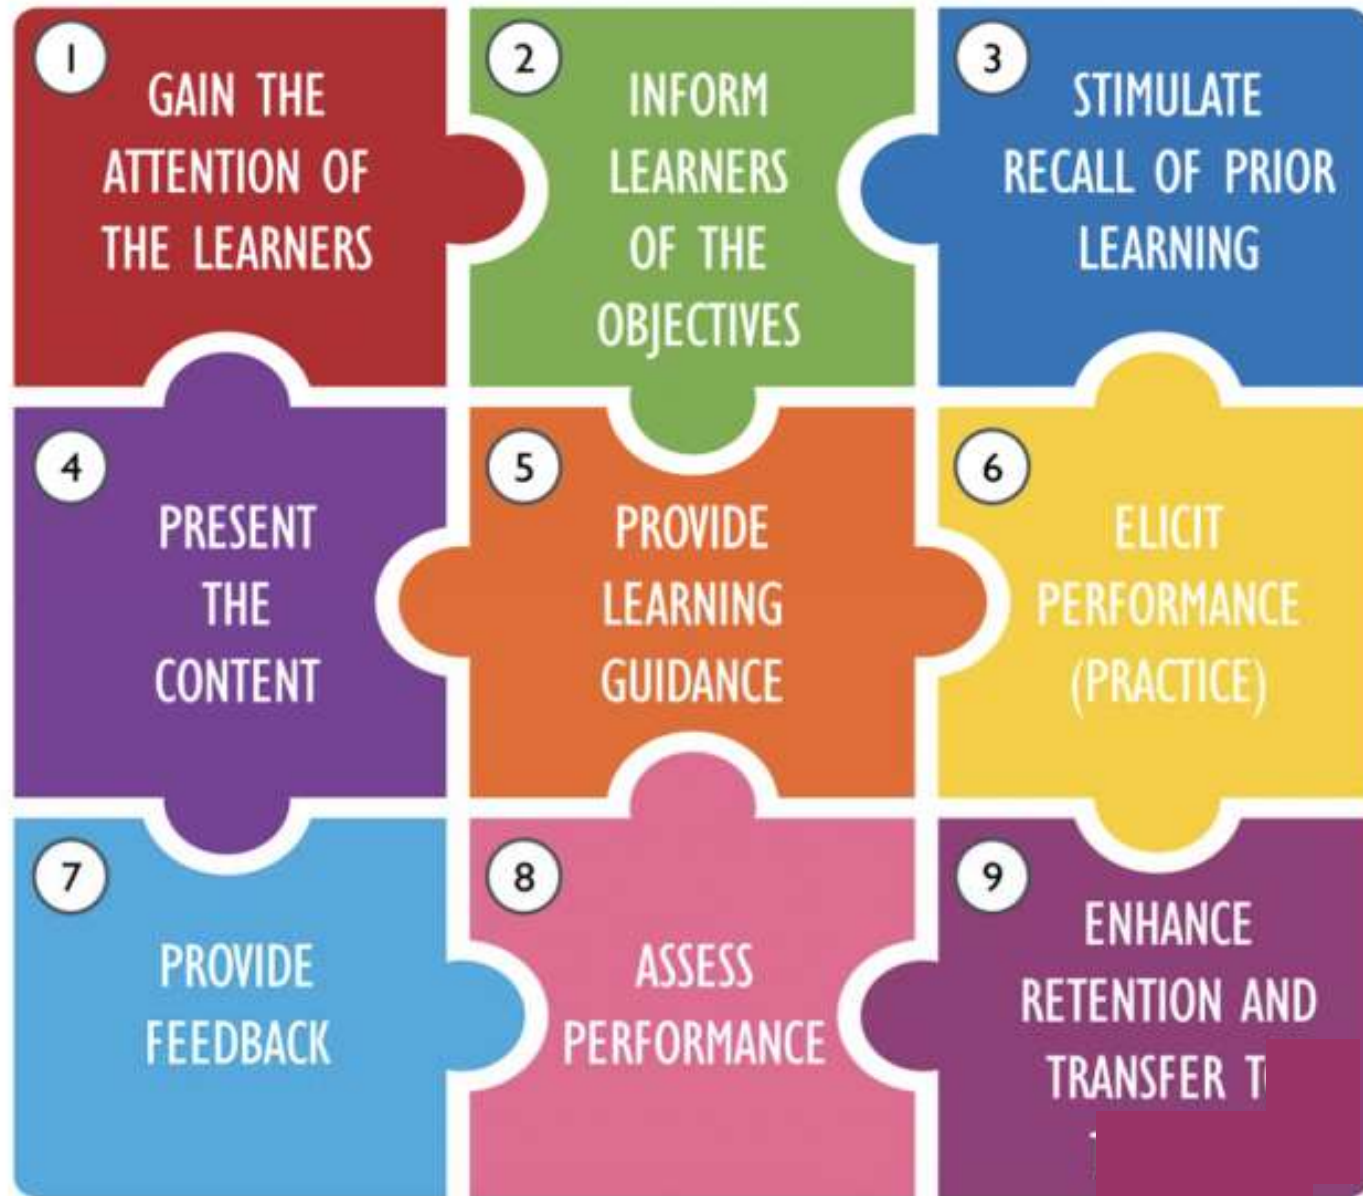 1
GAIN THE
ATTENTION OF
THE LEARNERS
2
INFORM
LEARNERS
OF THE
OBJECTIVES
3
STIMULATE
RECALL OF PRIOR
LEARNING
4
PRESENT
THE
CONTENT
5
PROVIDE
LEARNING
GUIDANCE
6
ELICIT
PERFORMANCE
(PRACTICE)
7
PROVIDE
FEEDBACK
8
ASSESS
PERFORMANCE
9
ENHANCE
RETENTION AND
TRANSFER